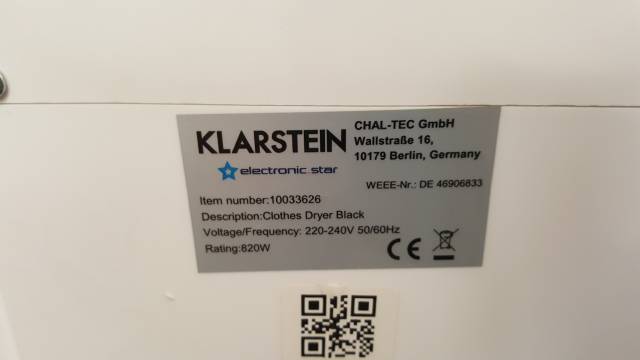 KLARSTEIN
electronic star
CHAL-TEC GmbH
Wallstraße 16,
10179 Berlin, Germany
WEEE-Nr.: DE 46906833
Item number:10033626
Description:Clothes Dryer Black
Voltage/Frequency: 220-240V 50/60Hz
Rating:820W
CE